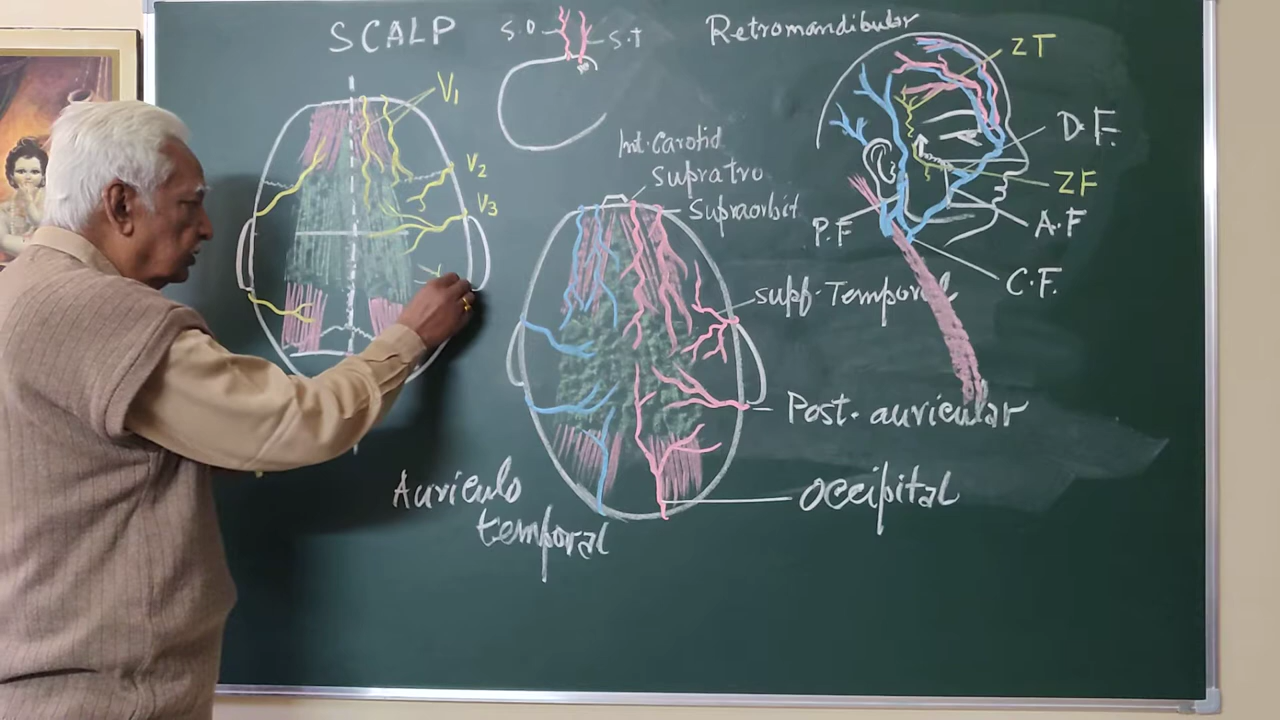 SCALP
S.O
S.T
Retromandibular
ZT
V1
V2
V3
Int. Carotid
Supratro
Supraorbit
D.F.
ZF
A.F
P.F
C.F.
supf. Temporal
Post. auricular
Occipital
Auriculo
temporal